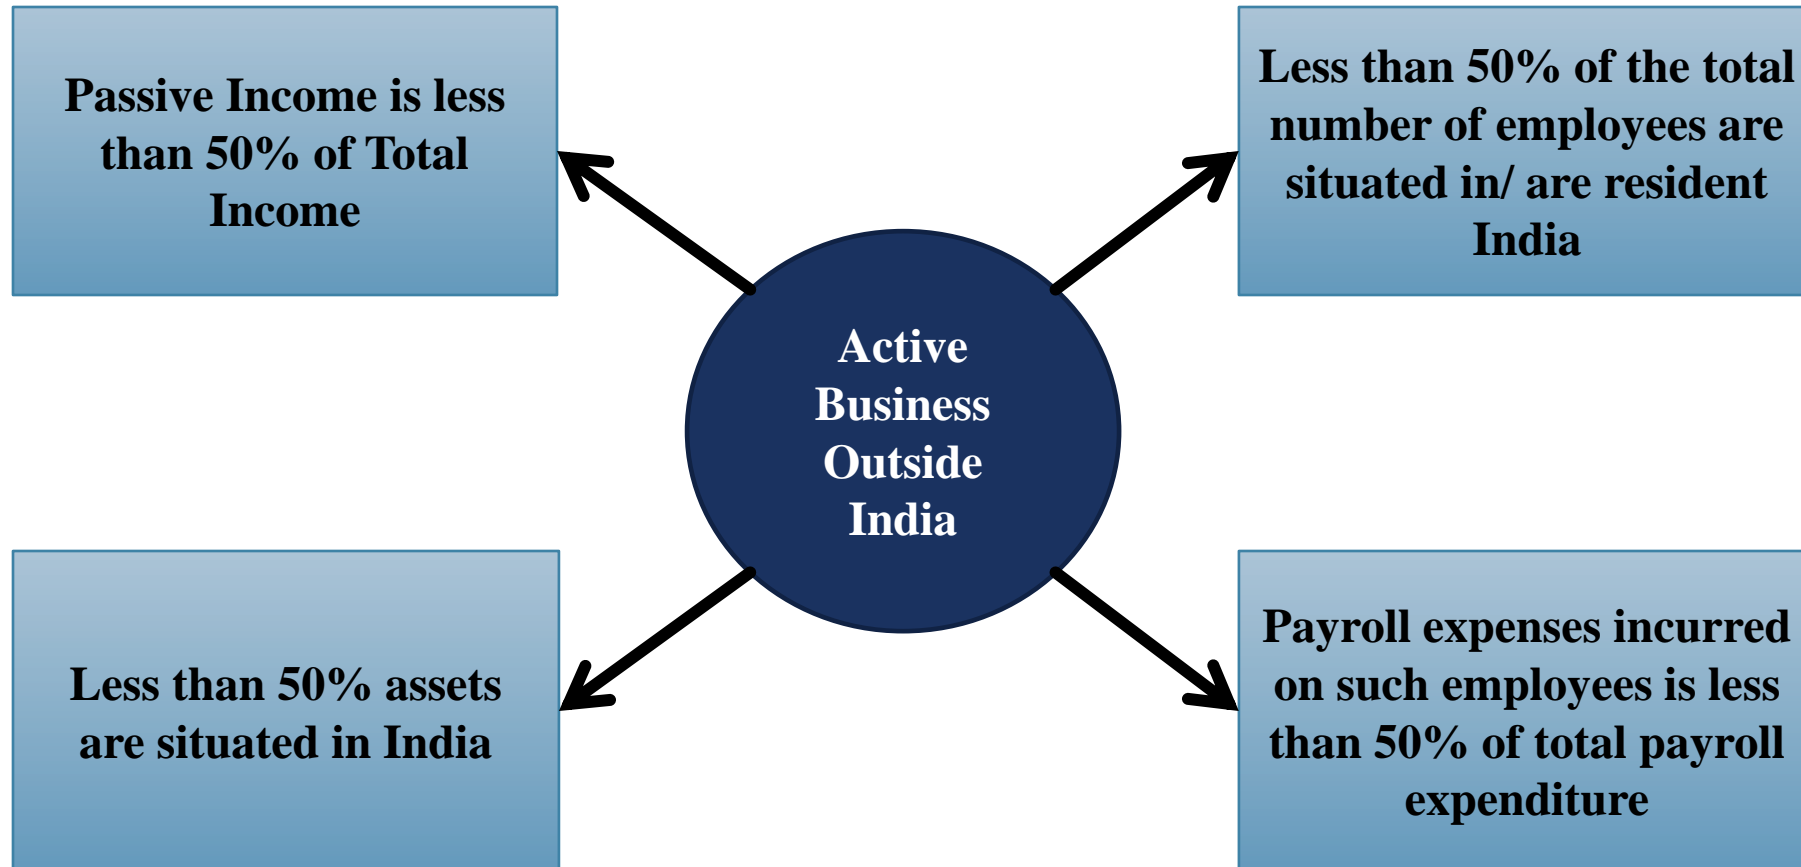 Passive Income is less
than 50% of Total
Income
Less than 50% of the total
number of employees are
situated in/ are resident
India
Active
Business
Outside
India
Less than 50% assets
are situated in India
Payroll expenses incurred
on such employees is less
than 50% of total payroll
expenditure